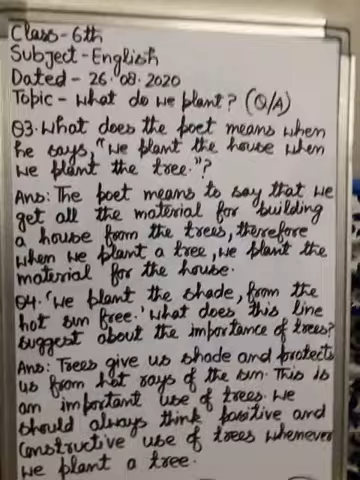 Class-6th
Subject-English
Dated - 26.08.2020
Topic - What do we plant? (Q/A)
Q3. What does the poet means when
he says, "We plant the house when
we plant the tree."?
Ans: The poet means to say that we
get all the material for building
a house from the trees, therefore
when we plant a tree, we plant the
material for the house.
Q4. 'We plant the shade, from the
hot sun free.' What does this line
suggest about the importance of trees?
Ans: Trees give us shade and protects
us from hot rays of the sun. This is
an important use of trees. We
should always think positive and
constructive use of trees whenever
we plant a tree.